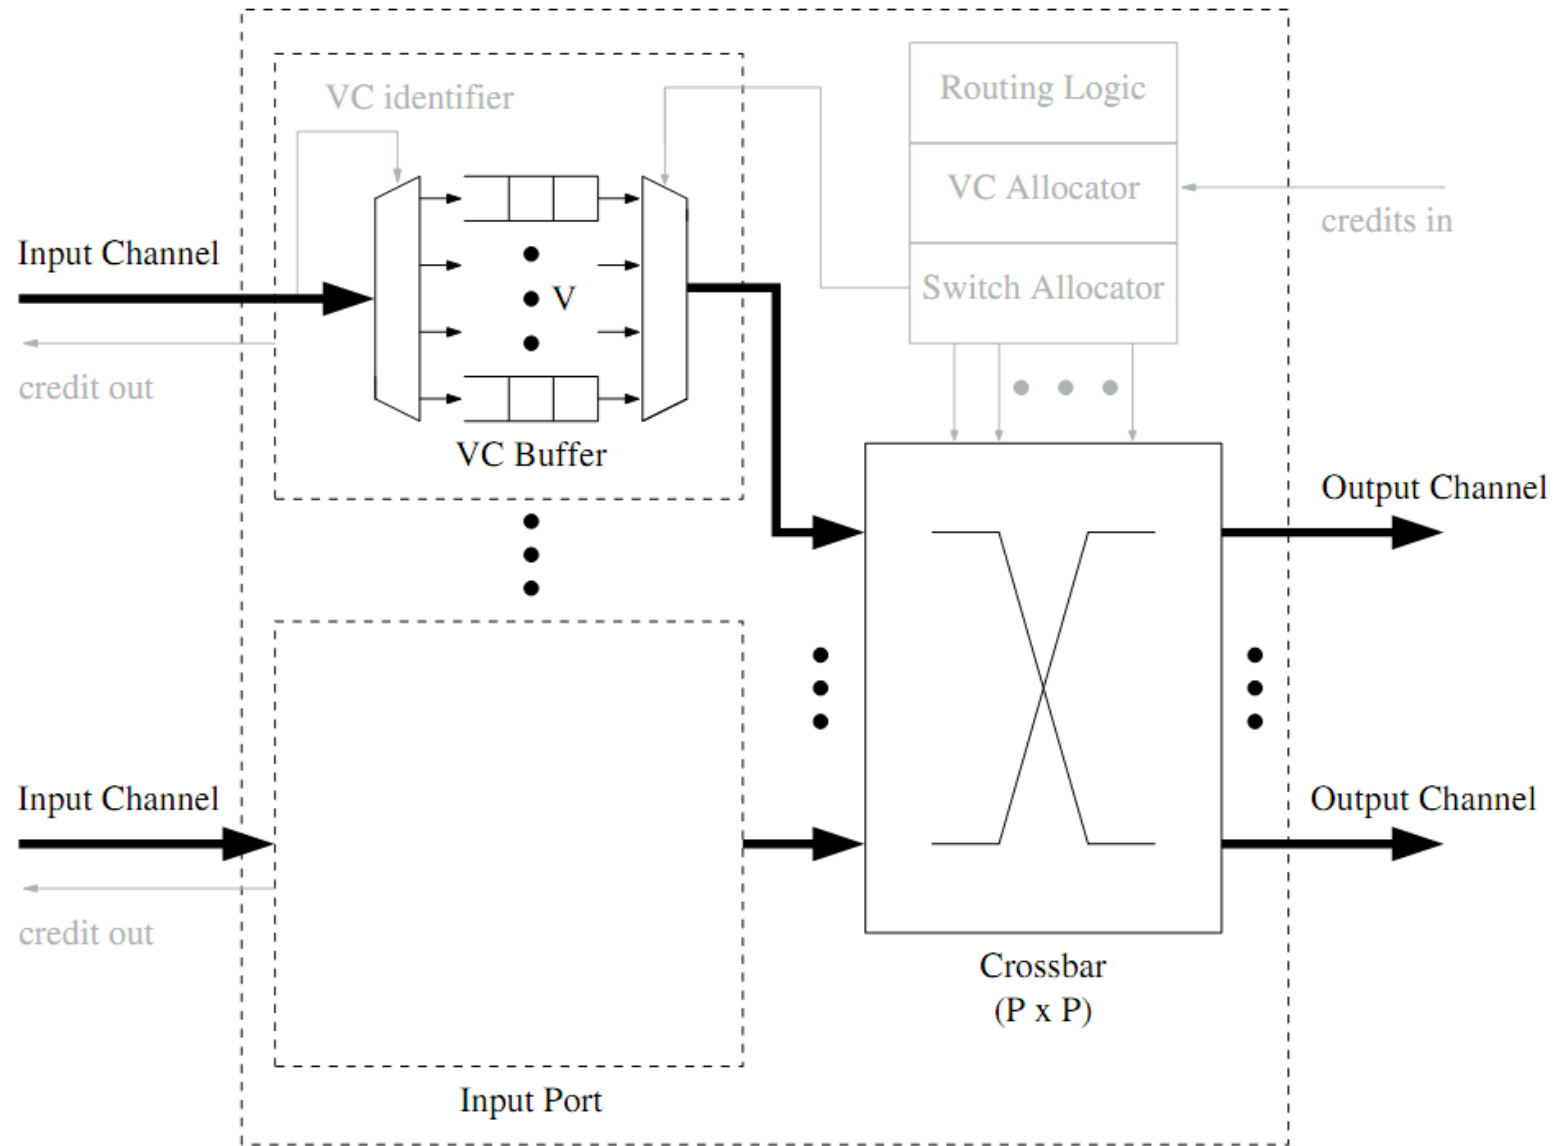 VC identifier
Routing Logic
VC Allocator
credits in
Input Channel
Switch Allocator
V
credit out
VC Buffer
Output Channel
Input Channel
Output Channel
credit out
Crossbar
(P x P)
Input Port